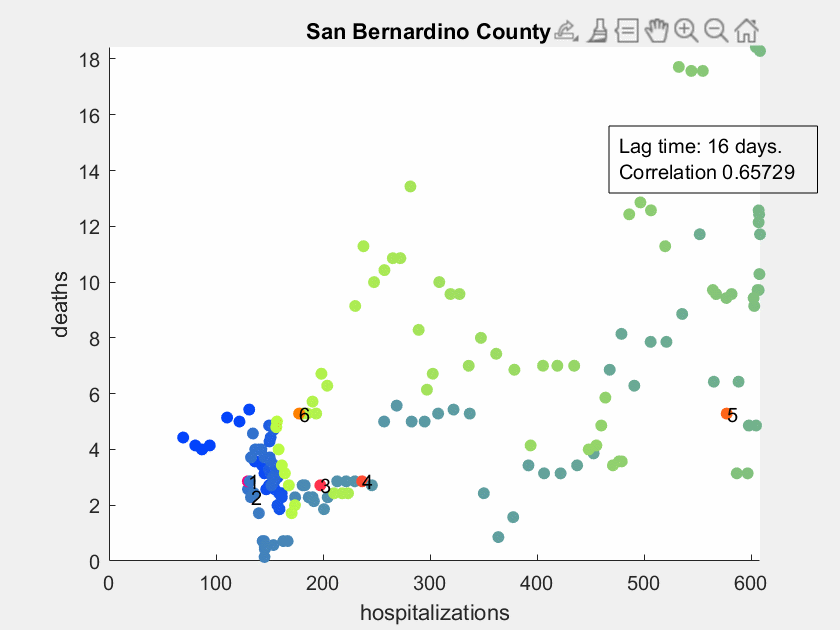 San Bernardino County
18
16
14
12
10
8
6
4
2
0
deaths
Lag time: 16 days.
Correlation 0.65729
6
5
1
2
3
4
0 100 200 300 400 500 600
hospitalizations